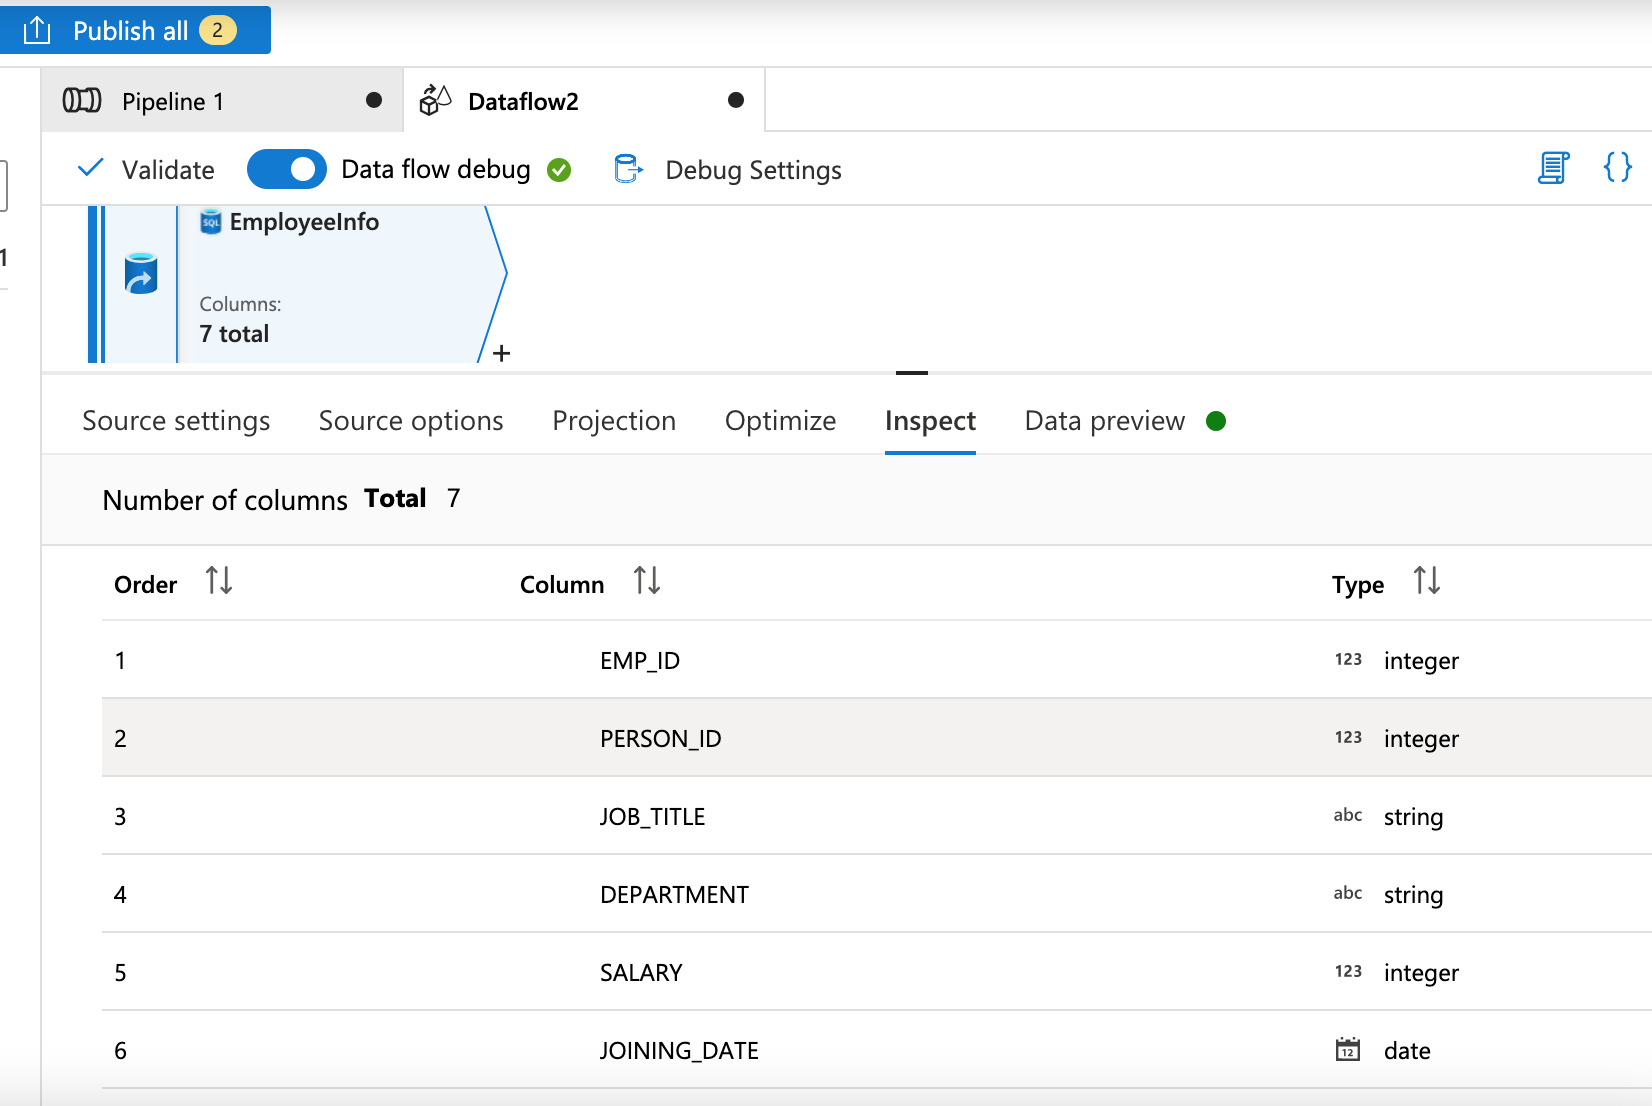 Publish all 2
Pipeline 1 Dataflow2
Validate Data flow debug Debug Settings {}
SQL EmployeeInfo
1
Columns:
7 total
+
Source settings Source options Projection Optimize Inspect Data preview
Number of columns Total 7
Order Column Type
1 EMP_ID 123 integer
2 PERSON_ID 123 integer
3 JOB_TITLE abc string
4 DEPARTMENT abc string
5 SALARY 123 integer
6 JOINING_DATE 12 date